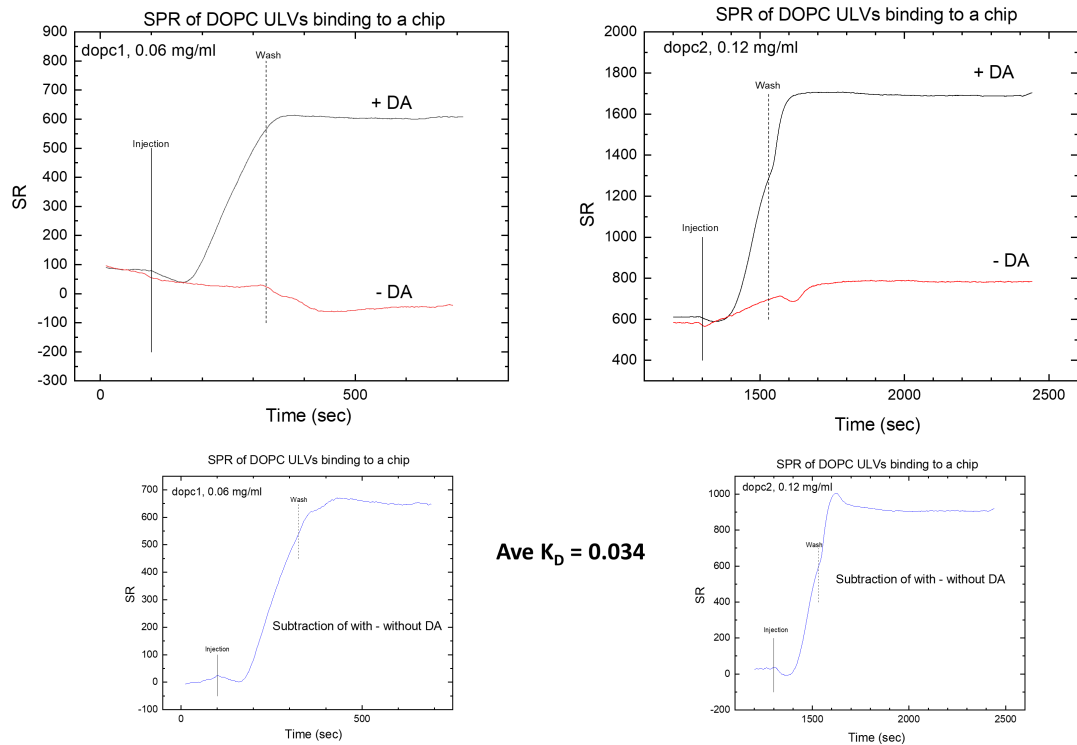 SPR of DOPC ULVs binding to a chip
dopc1, 0.06 mg/ml
Wash
+ DA
Injection
- DA
SR
900
800
700
600
500
400
300
200
100
0
-100
-200
-300
0
500
Time (sec)
SPR of DOPC ULVs binding to a chip
dopc2, 0.12 mg/ml
+ DA
Wash
Injection
- DA
SR
2000
1800
1600
1400
1200
1000
800
600
400
1500
2000
2500
Time (sec)
SPR of DOPC ULVs binding to a chip
dopc1, 0.06 mg/ml
Wash
Subtraction of with - without DA
Injection
SR
700
600
500
400
300
200
100
0
-100
0
500
Time (sec)
Ave K_D = 0.034
SPR of DOPC ULVs binding to a chip
dopc2, 0.12 mg/ml
Wash
Subtraction of with - without DA
Injection
SR
1000
800
600
400
200
0
-200
1500
2000
2500
Time (sec)